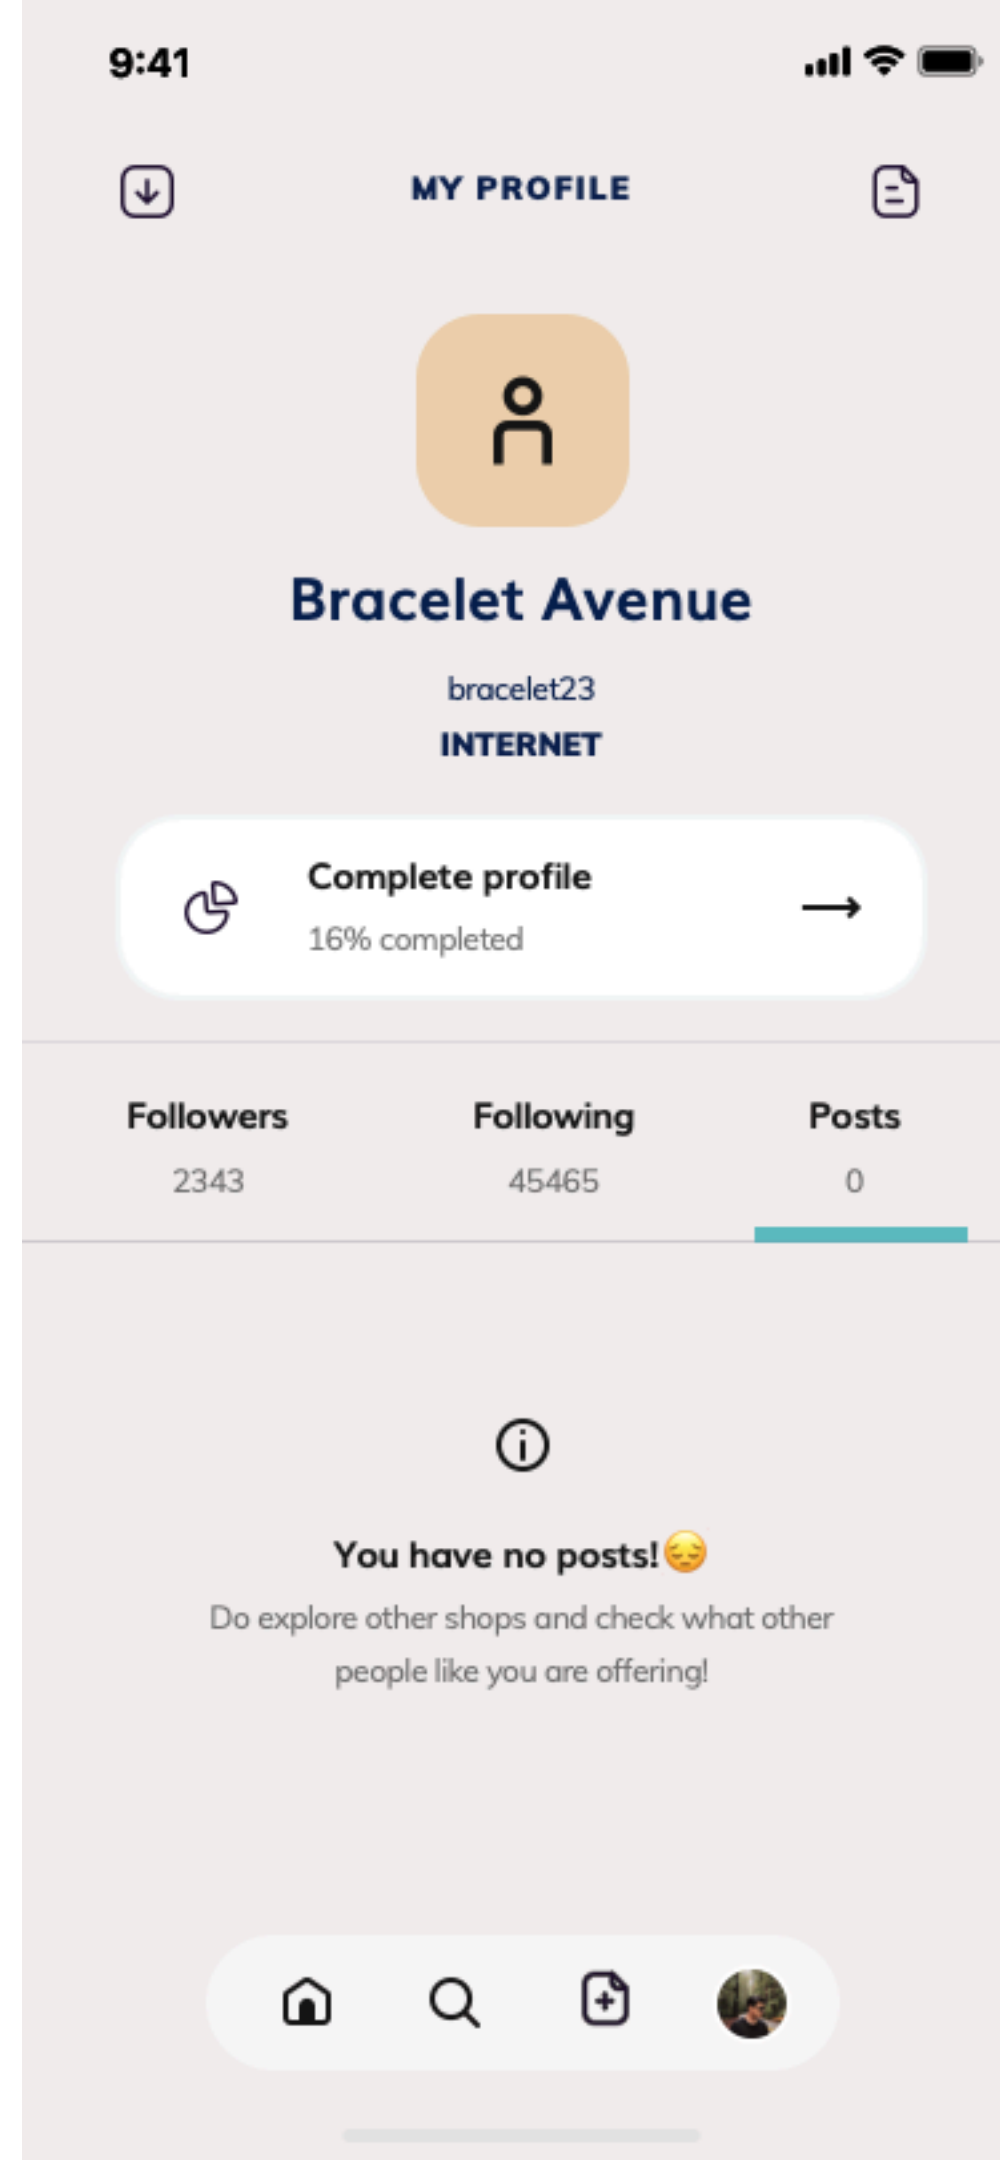 9:41
MY PROFILE
Bracelet Avenue
bracelet23
INTERNET
Complete profile
16% completed
Followers Following Posts
2343 45465 0
You have no posts!😔
Do explore other shops and check what other
people like you are offering!